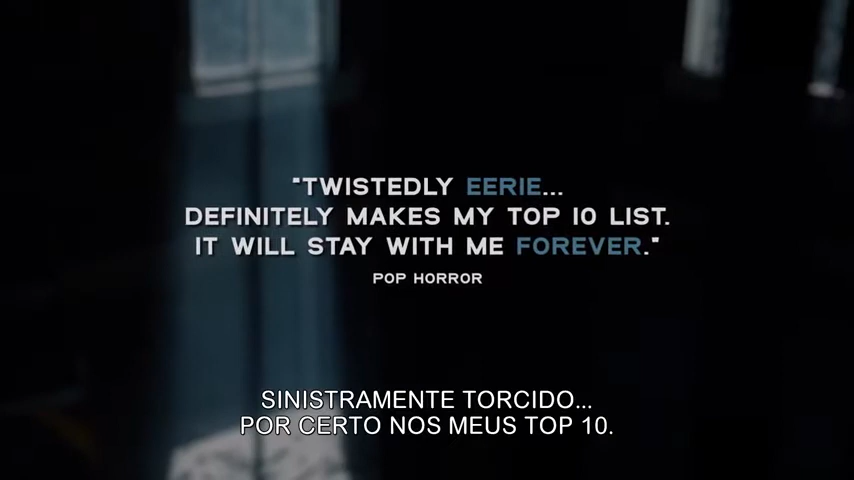 "TWISTEDLY EERIE...
DEFINITELY MAKES MY TOP 10 LIST.
IT WILL STAY WITH ME FOREVER."
POP HORROR
SINISTRAMENTE TORCIDO...
POR CERTO NOS MEUS TOP 10.